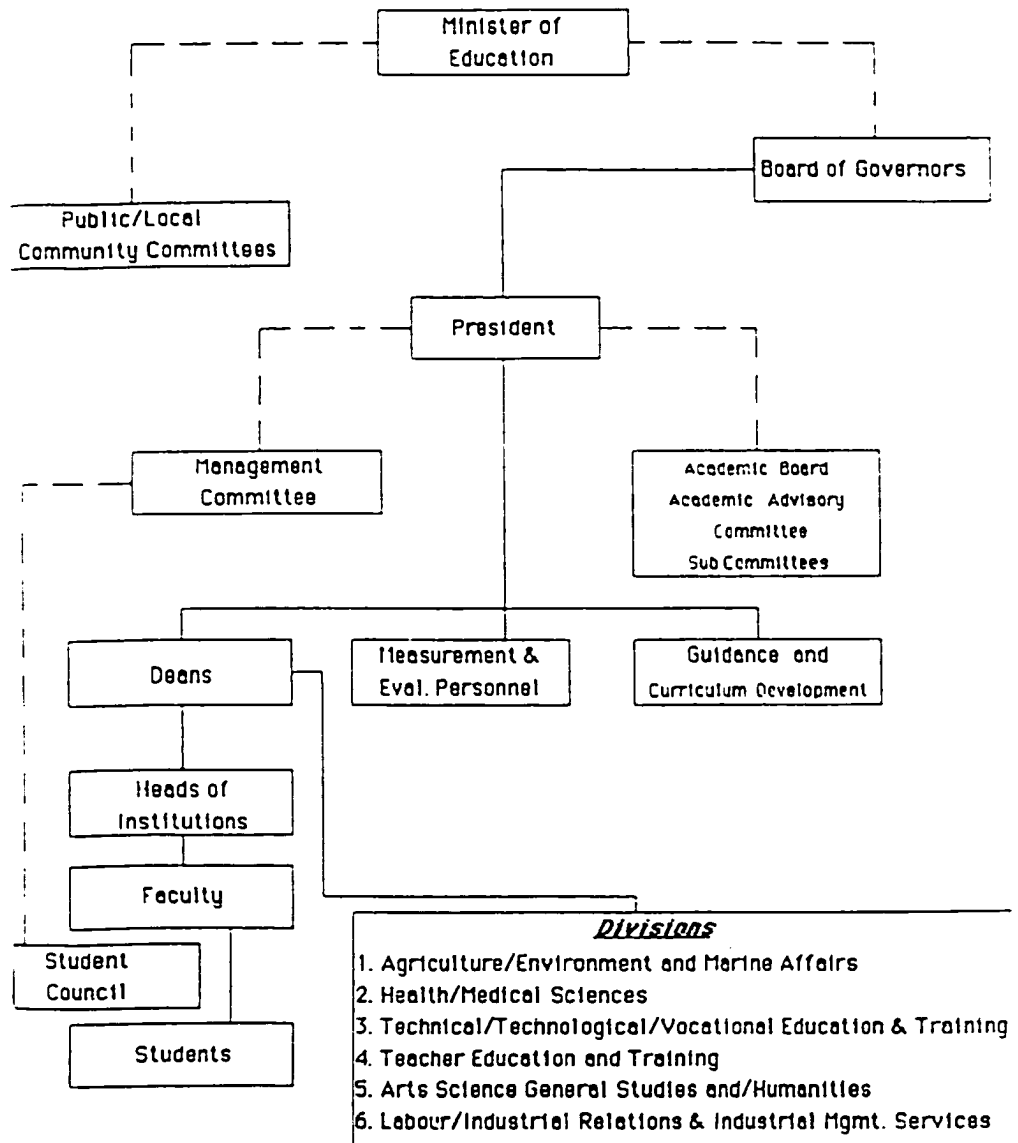 Minister of
Education
Board of Governors
Public/Local
Community Committees
President
Management
Committee
Academic Board
Academic Advisory
Committee
Sub Committees
Deans
Measurement &
Eval. Personnel
Guidance and
Curriculum Development
Heads of
Institutions
Faculty
Student
Council
Students
Divisions
1. Agriculture/Environment and Marine Affairs
2. Health/Medical Sciences
3. Technical/Technological/Vocational Education & Training
4. Teacher Education and Training
5. Arts Science General Studies and/Humanities
6. Labour/Industrial Relations & Industrial Mgmt. Services